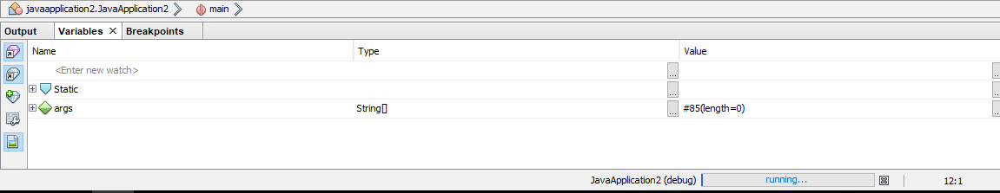 javaapplication2.JavaApplication2 main
Output Variables Breakpoints
Name Type Value
<Enter new watch> ... ...
Static ... ...
args String[] ... #85(length=0) ...
JavaApplication2 (debug) running... 12:1